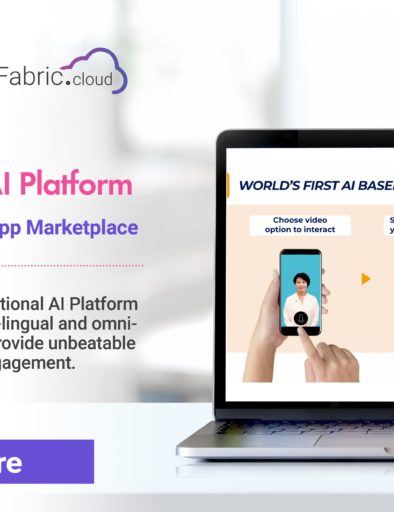 Fabric.cloud
AI Platform
pp Marketplace
tional AI Platform
-lingual and omni-
rovide unbeatable
gagement.
re
WORLD'S FIRST AI BASE
Choose video
option to interact
S
y